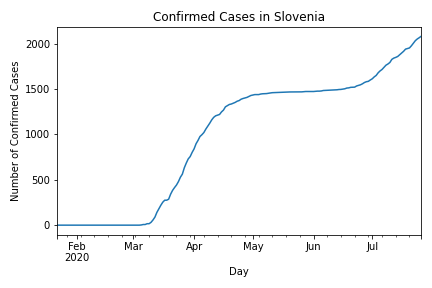 Confirmed Cases in Slovenia
Number of Confirmed Cases
2000
1500
1000
500
0
Feb
2020
Mar
Apr
May
Jun
Jul
Day